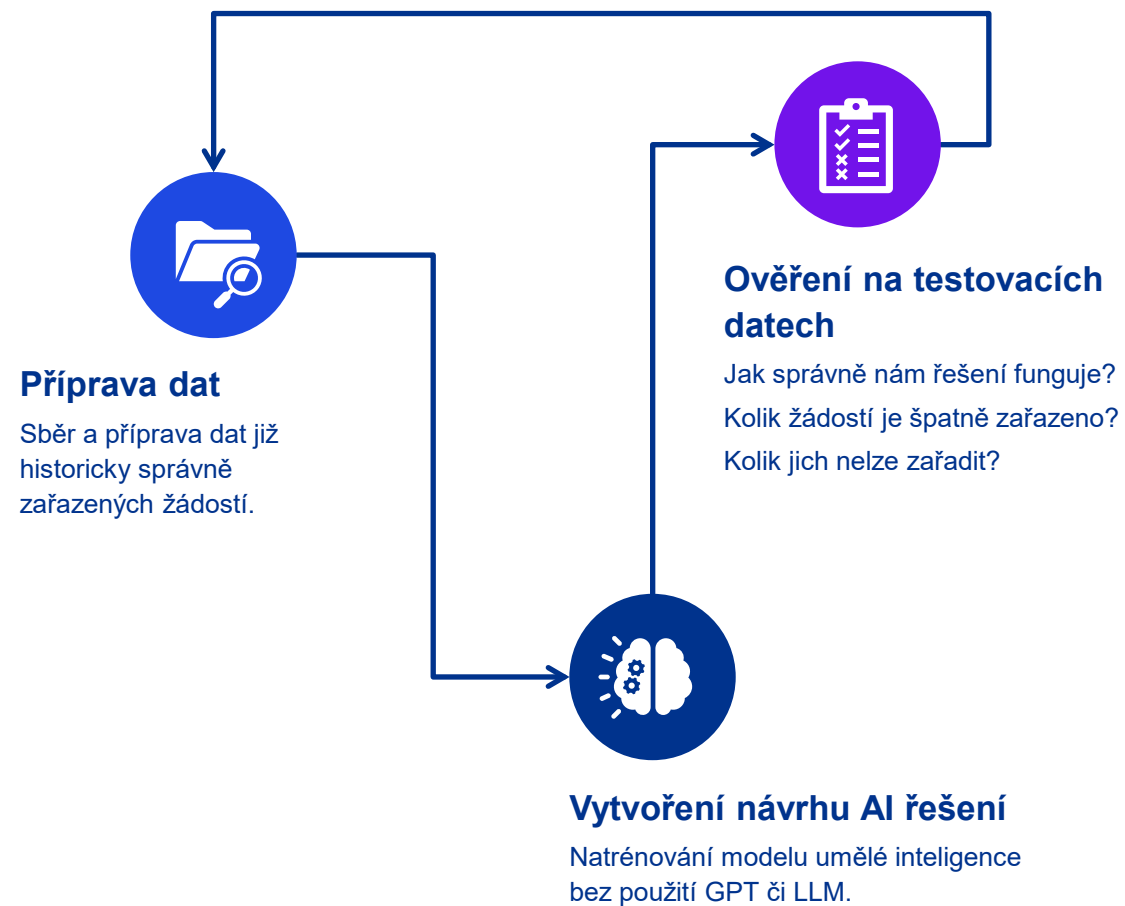 Příprava dat
Sběr a příprava dat již
historicky správně
zařazených žádostí.
Vytvoření návrhu AI řešení
Natrénování modelu umělé inteligence
bez použití GPT či LLM.
Ověření na testovacích
datech
Jak správně nám řešení funguje?
Kolik žádostí je špatně zařazeno?
Kolik jich nelze zařadit?